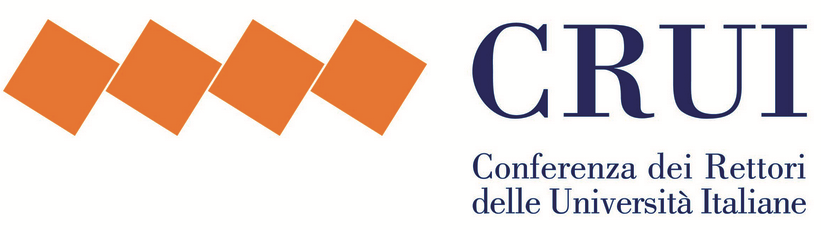 CRUI
Conferenza dei Rettori
delle Università Italiane